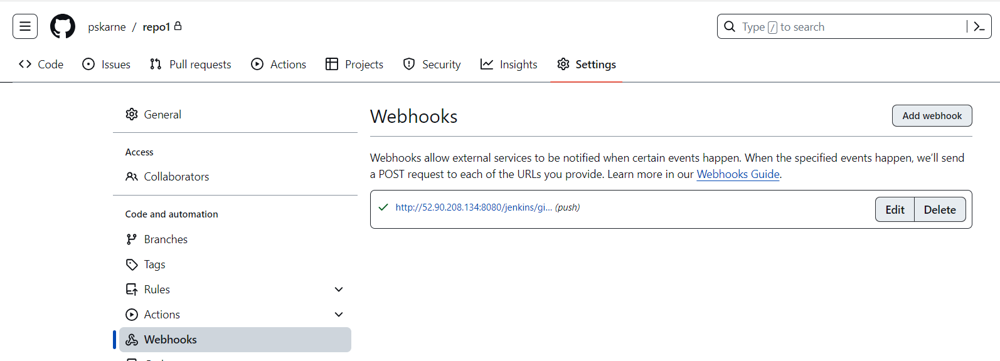 pskarne / repo1
Type / to search
Code Issues Pull requests Actions Projects Security Insights Settings
General
Access
Collaborators
Code and automation
Branches
Tags
Rules
Actions
Webhooks
Webhooks
Add webhook
Webhooks allow external services to be notified when certain events happen. When the specified events happen, we’ll send
a POST request to each of the URLs you provide. Learn more in our Webhooks Guide.
http://52.90.208.134:8080/jenkins/gi... (push)
Edit Delete